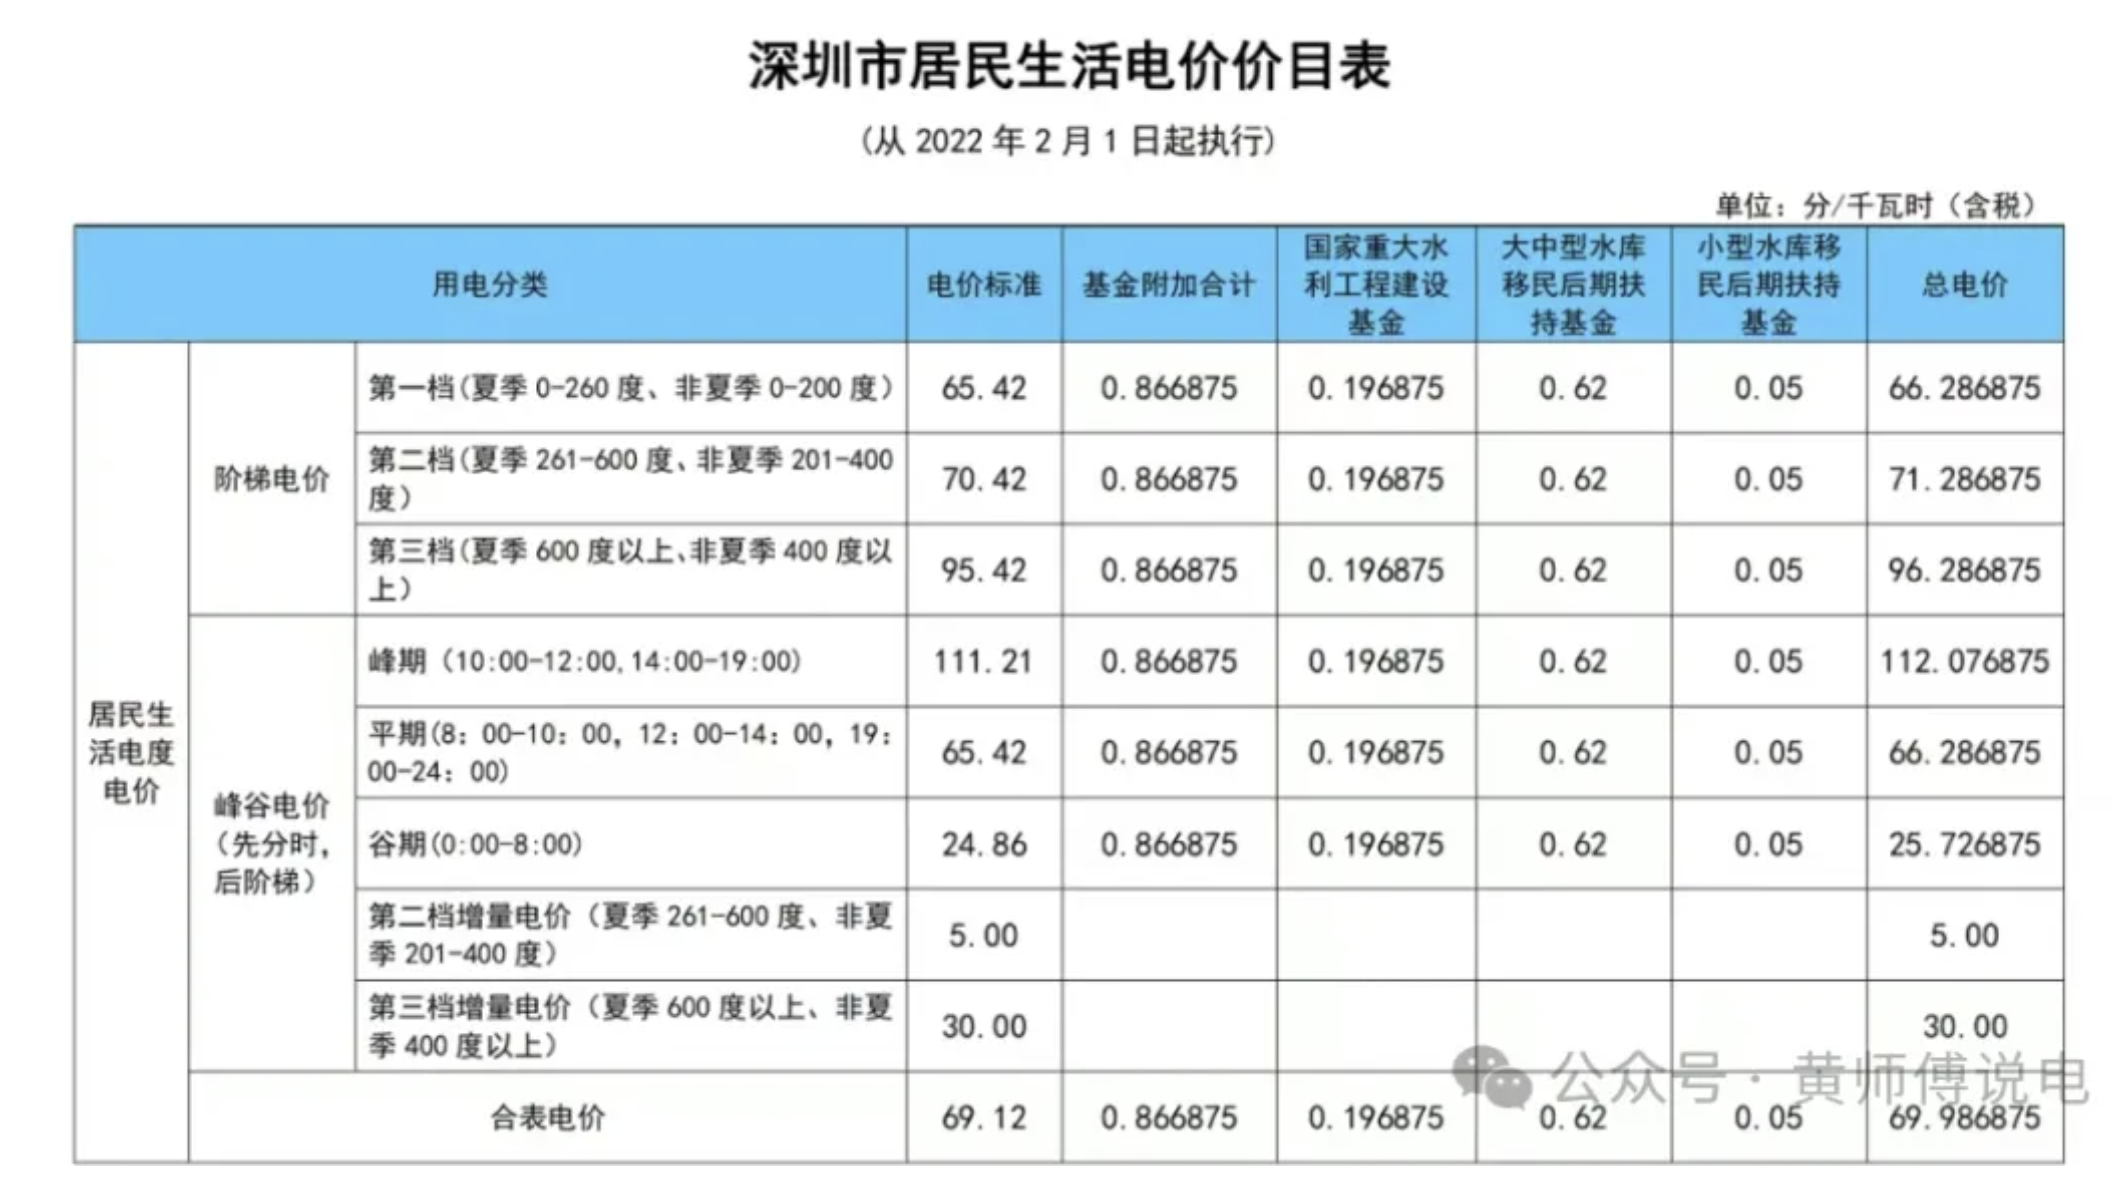 深圳市居民生活电价价目表
(从 2022 年 2 月 1 日起执行)
单位：分/千瓦时（含税）
用电分类 电价标准 基金附加合计 国家重大水利工程建设基金 大中型水库移民后期扶持基金 小型水库移民后期扶持基金 总电价
居民生活电度电价
阶梯电价
第一档(夏季 0-260 度、非夏季 0-200 度） 65.42 0.866875 0.196875 0.62 0.05 66.286875
第二档(夏季 261-600 度、非夏季 201-400 度） 70.42 0.866875 0.196875 0.62 0.05 71.286875
第三档(夏季 600 度以上、非夏季 400 度以上） 95.42 0.866875 0.196875 0.62 0.05 96.286875
峰谷电价（先分时，后阶梯）
峰期（10:00-12:00,14:00-19:00) 111.21 0.866875 0.196875 0.62 0.05 112.076875
平期(8：00-10：00，12：00-14：00，19：00-24：00) 65.42 0.866875 0.196875 0.62 0.05 66.286875
谷期(0:00-8:00) 24.86 0.866875 0.196875 0.62 0.05 25.726875
第二档增量电价（夏季 261-600 度、非夏季 201-400 度） 5.00 5.00
第三档增量电价（夏季 600 度以上、非夏季 400 度以上） 30.00 30.00
合表电价 69.12 0.866875 0.196875 0.62 0.05 69.986875
公众号·黄师傅说电